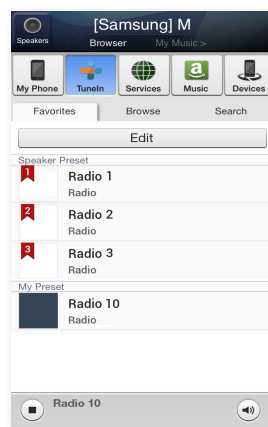 [Samsung] M
Speakers
Browser My Music >
My Phone TuneIn Services Music Devices
Favorites Browse Search
Edit
Speaker Preset
1 Radio 1
Radio
2 Radio 2
Radio
3 Radio 3
Radio
My Preset
Radio 10
Radio
Radio 10